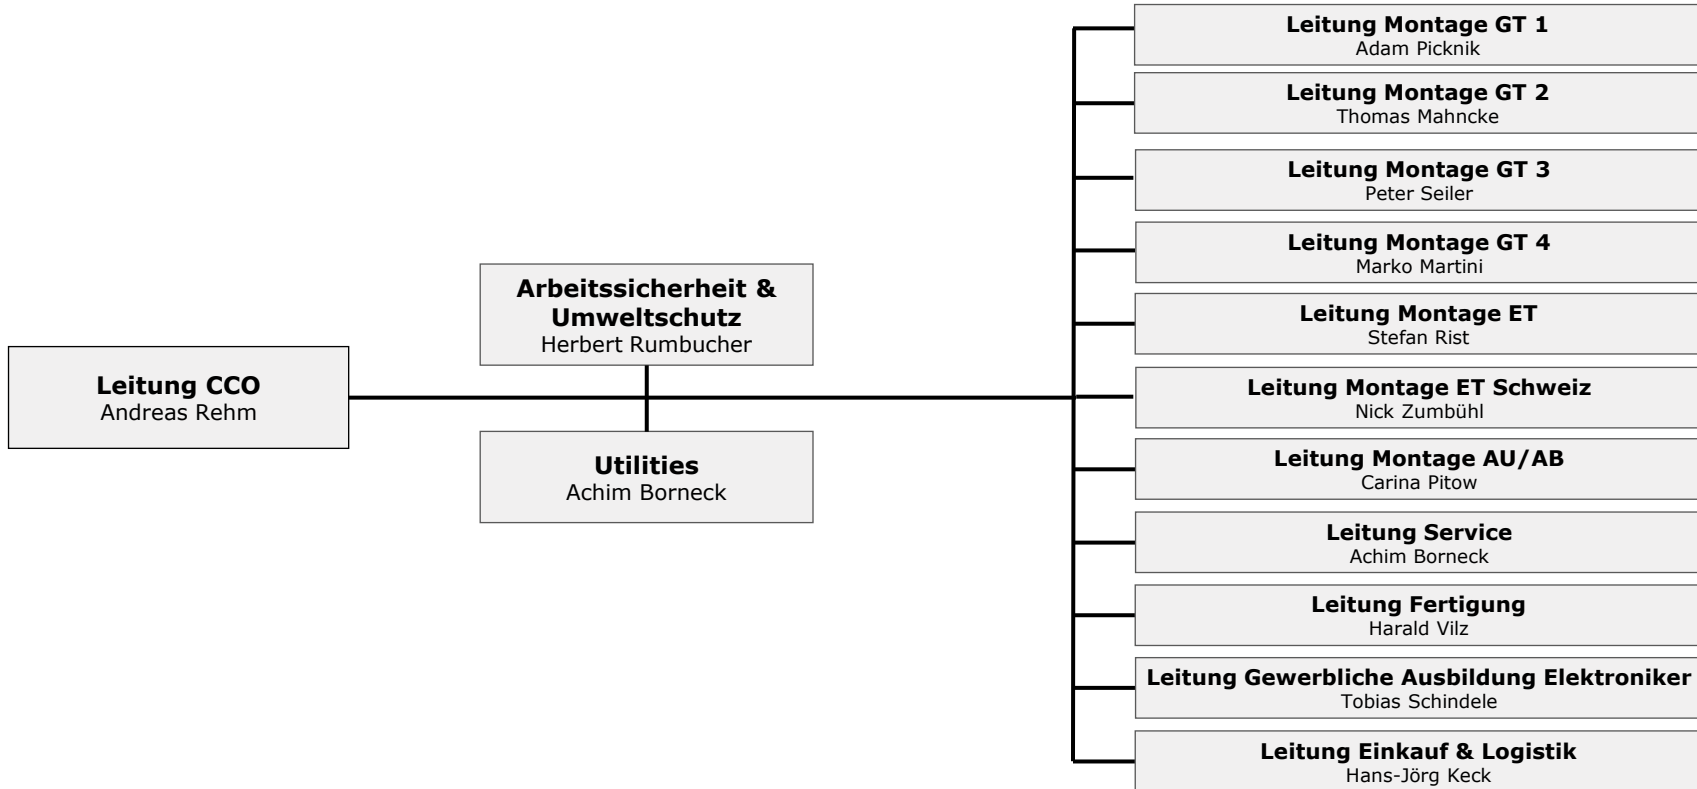 Leitung CCO
Andreas Rehm
Arbeitssicherheit &
Umweltschutz
Herbert Rumbucher
Utilities
Achim Borneck
Leitung Montage GT 1
Adam Picknik
Leitung Montage GT 2
Thomas Mahncke
Leitung Montage GT 3
Peter Seiler
Leitung Montage GT 4
Marko Martini
Leitung Montage ET
Stefan Rist
Leitung Montage ET Schweiz
Nick Zumbühl
Leitung Montage AU/AB
Carina Pitow
Leitung Service
Achim Borneck
Leitung Fertigung
Harald Vilz
Leitung Gewerbliche Ausbildung Elektroniker
Tobias Schindele
Leitung Einkauf & Logistik
Hans-Jörg Keck